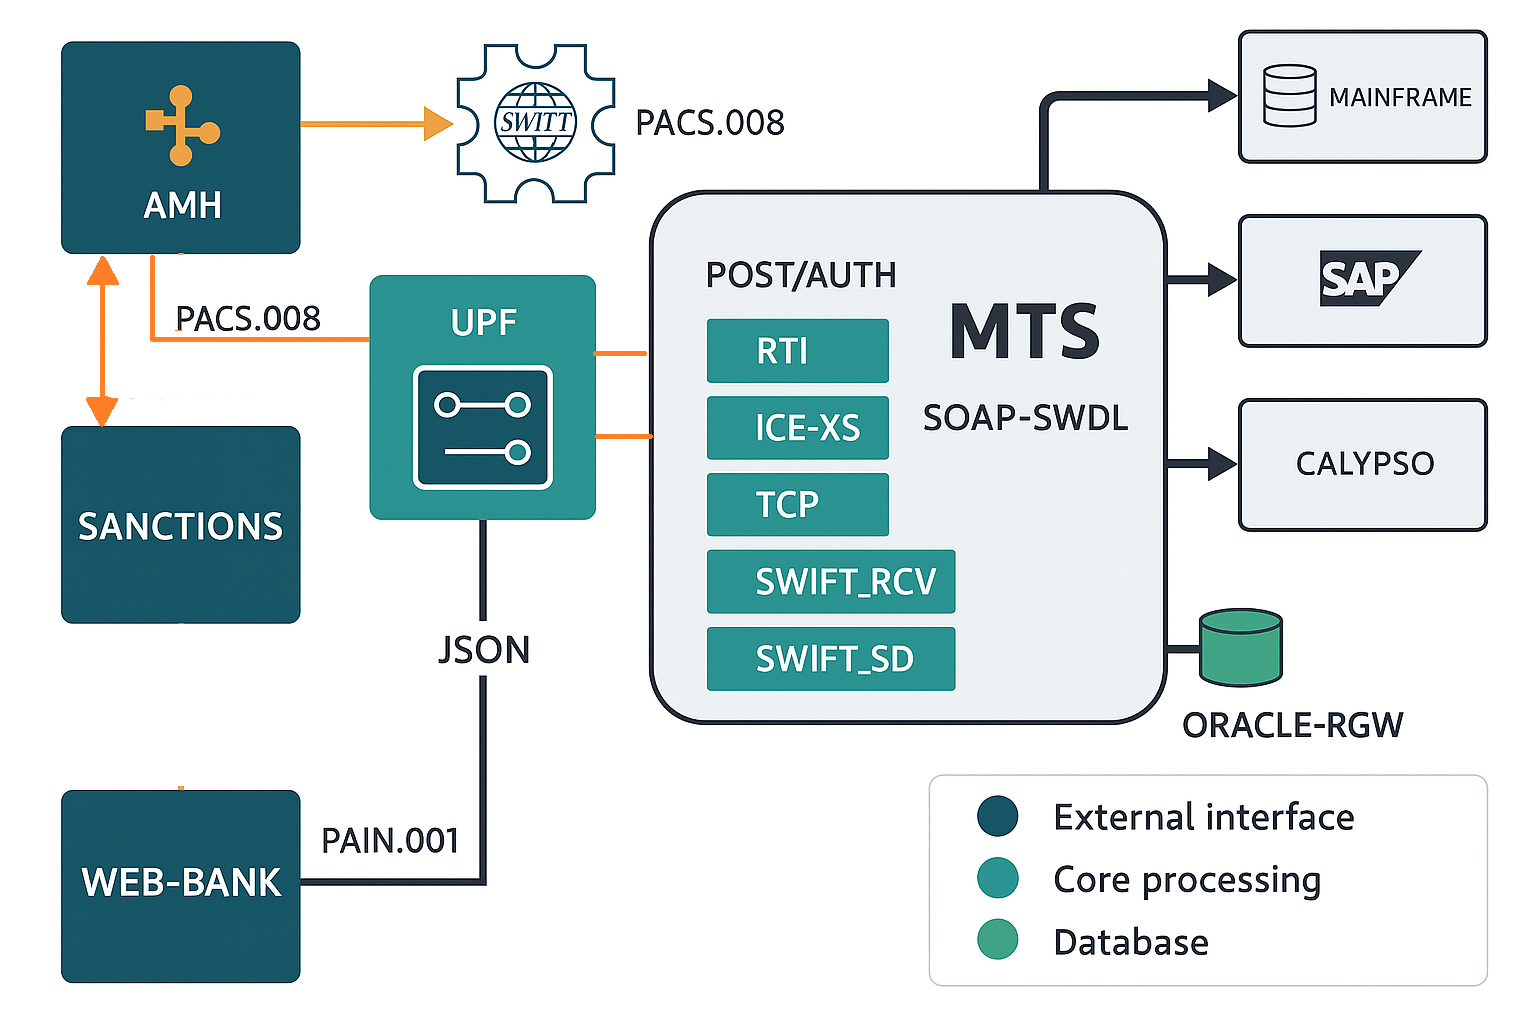 AMH
SWITT
PACS.008
MAINFRAME
PACS.008
UPF
POST/AUTH
MTS
SOAP-SWDL
RTI
ICE-XS
TCP
SWIFT_RCV
SWIFT_SD
SAP
CALYPSO
SANCTIONS
JSON
ORACLE-RGW
WEB-BANK
PAIN.001
External interface
Core processing
Database